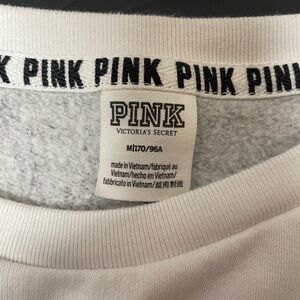 K PINK PINK PINK PINK
PINK
VICTORIA'S SECRET
M|170/96A
made in Vietnam/fabriqué au
Vietnam/hecho en Vietnam/
fabbricato in Vietnam/越南制造